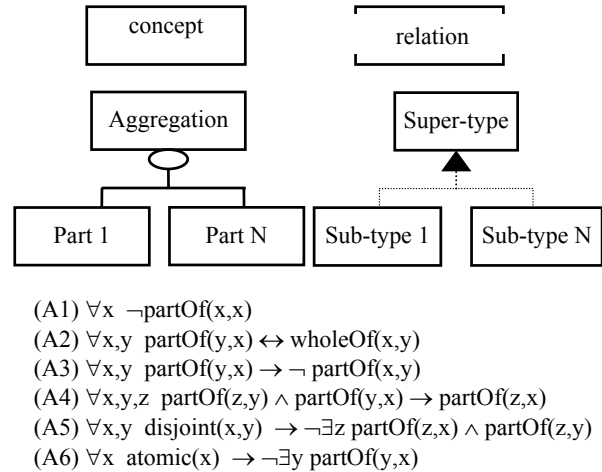 concept
relation
Aggregation
Super-type
Part 1
Part N
Sub-type 1
Sub-type N
(A1) ∀x ¬partOf(x,x)
(A2) ∀x,y partOf(y,x) ↔ wholeOf(x,y)
(A3) ∀x,y partOf(y,x) → ¬ partOf(x,y)
(A4) ∀x,y,z partOf(z,y) ∧ partOf(y,x) → partOf(z,x)
(A5) ∀x,y disjoint(x,y) → ¬∃z partOf(z,x) ∧ partOf(z,y)
(A6) ∀x atomic(x) → ¬∃y partOf(y,x)